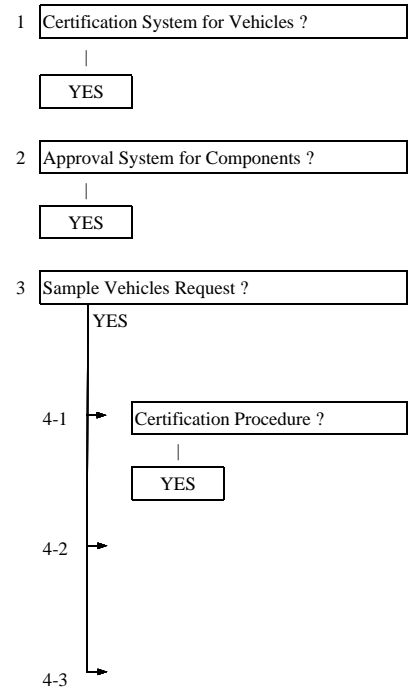 1 Certification System for Vehicles ?
|
YES
2 Approval System for Components ?
|
YES
3 Sample Vehicles Request ?
YES
4-1 Certification Procedure ?
|
YES
4-2
4-3